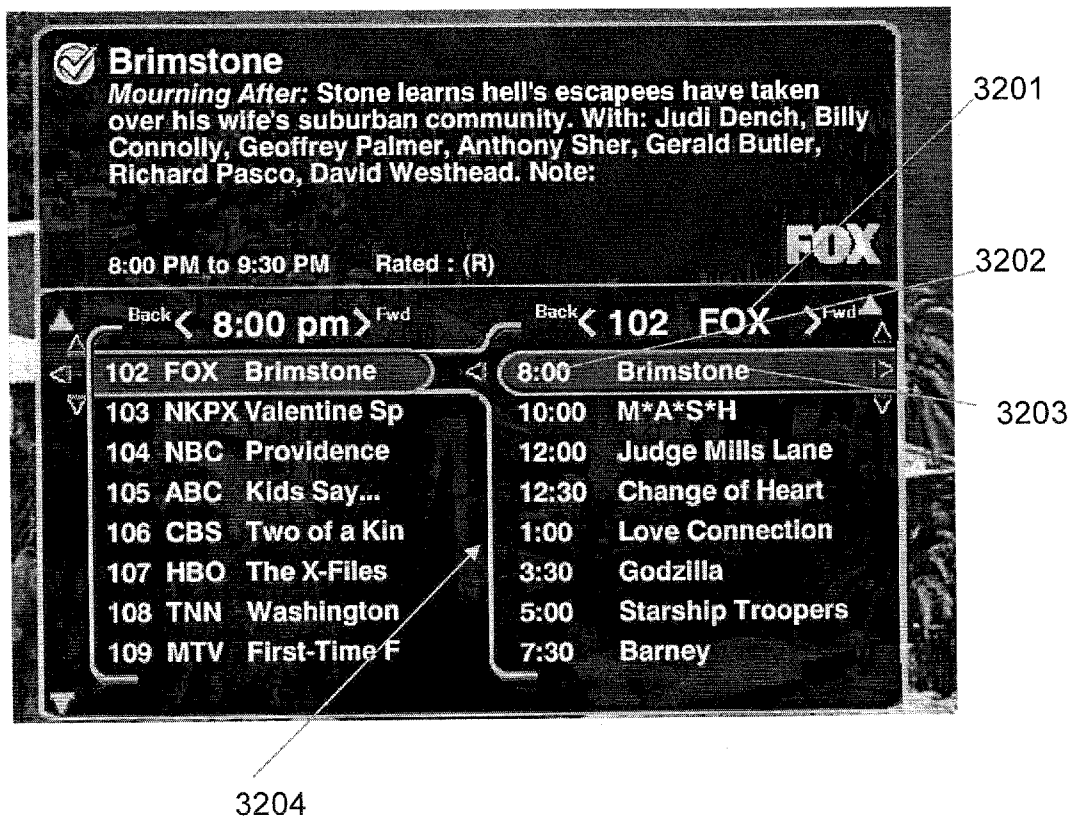 Brimstone
Mourning After: Stone learns hell's escapees have taken
over his wife's suburban community. With: Judi Dench, Billy
Connolly, Geoffrey Palmer, Anthony Sher, Gerald Butler,
Richard Pasco, David Westhead. Note:
FOX
8:00 PM to 9:30 PM Rated : (R)
Back < 8:00 pm > Fwd
102 FOX Brimstone
103 NKPX Valentine Sp
104 NBC Providence
105 ABC Kids Say...
106 CBS Two of a Kin
107 HBO The X-Files
108 TNN Washington
109 MTV First-Time F
Back < 102 FOX > Fwd
8:00 Brimstone
10:00 M*A*S*H
12:00 Judge Mills Lane
12:30 Change of Heart
1:00 Love Connection
3:30 Godzilla
5:00 Starship Troopers
7:30 Barney
3201
3202
3203
3204